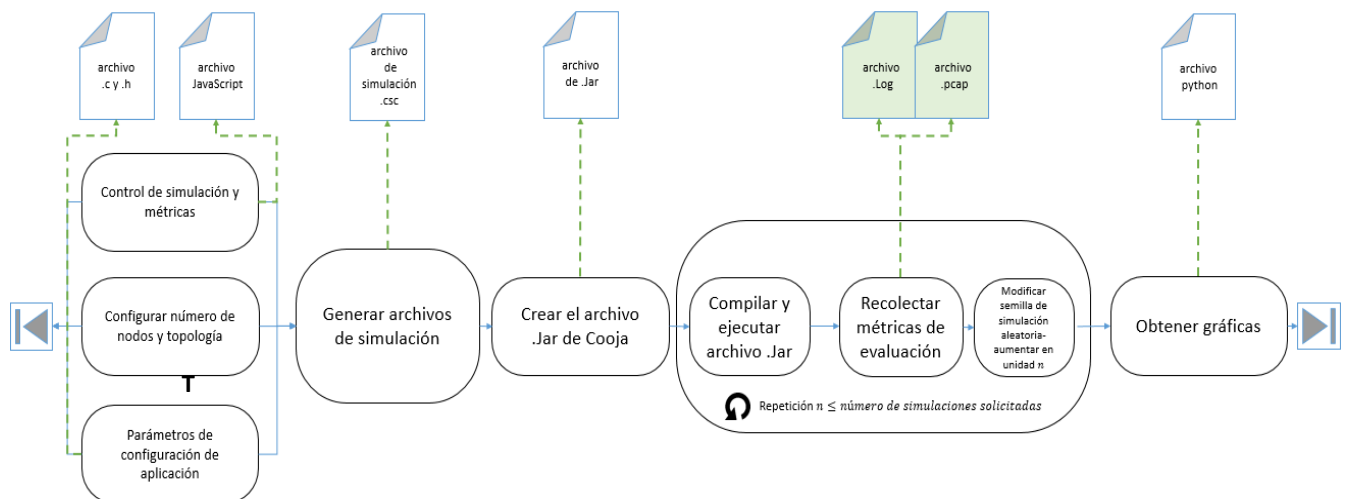 archivo
.c y .h
archivo
JavaScript
archivo
de
simulación
.csc
archivo
de .Jar
archivo
.Log
archivo
.pcap
archivo
python
Control de simulación y
métricas
Configurar número de
nodos y topología
T
Parámetros de
configuración de
aplicación
Generar archivos
de simulación
Crear el archivo
.Jar de Cooja
Compilar y
ejecutar
archivo .Jar
Recolectar
métricas de
evaluación
Modificar
semilla de
simulación
aleatoria-
aumentar en
unidad n
Repetición n ≤ número de simulaciones solicitadas
Obtener gráficas